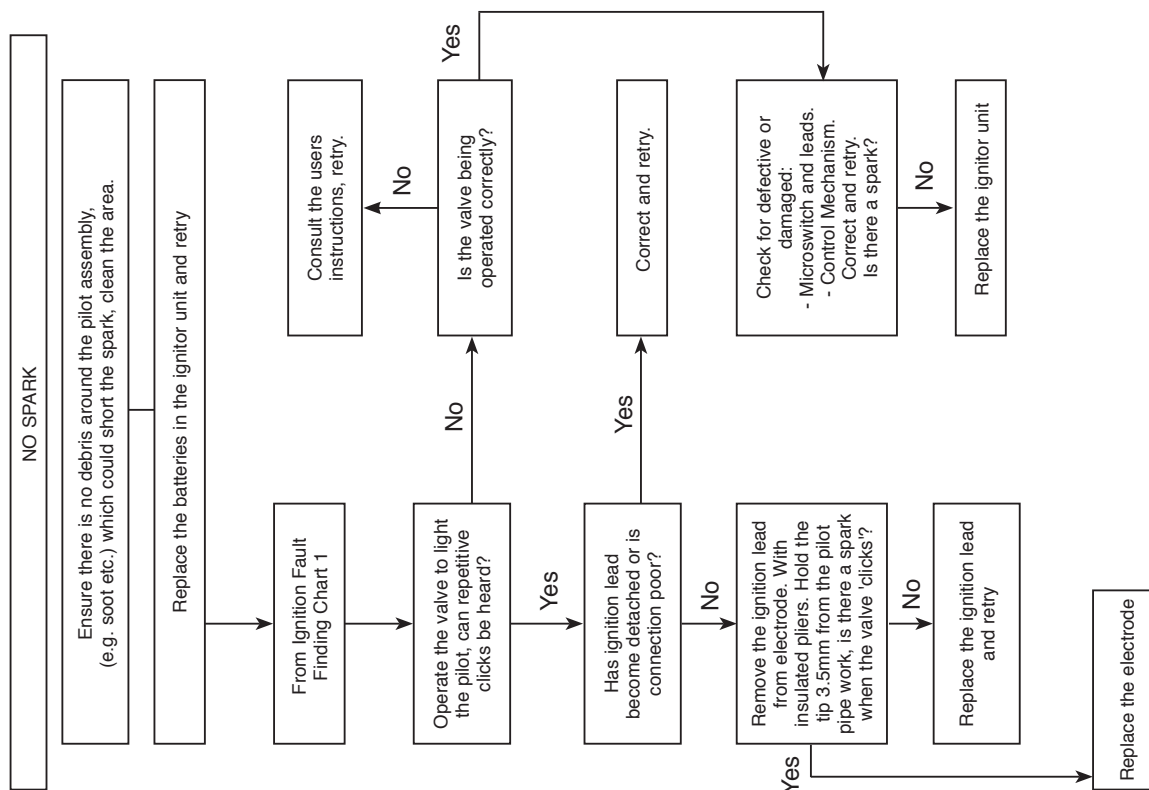 NO SPARK
Ensure there is no debris around the pilot assembly,
(e.g. soot etc.) which could short the spark, clean the area.
Replace the batteries in the ignitor unit and retry
From Ignition Fault
Finding Chart 1
Operate the valve to light
the pilot, can repetitive
clicks be heard?
No
Is the valve being
operated correctly?
No
Consult the users
instructions, retry.
Yes
Yes
Has ignition lead
become detached or is
connection poor?
Yes
Correct and retry.
No
Remove the ignition lead
from electrode. With
insulated pliers. Hold the
tip 3.5mm from the pilot
pipe work, is there a spark
when the valve 'clicks'?
Check for defective or
damaged:
- Microswitch and leads.
- Control Mechanism.
Correct and retry.
Is there a spark?
No
Replace the ignition lead
and retry
No
Replace the ignitor unit
Yes
Replace the electrode